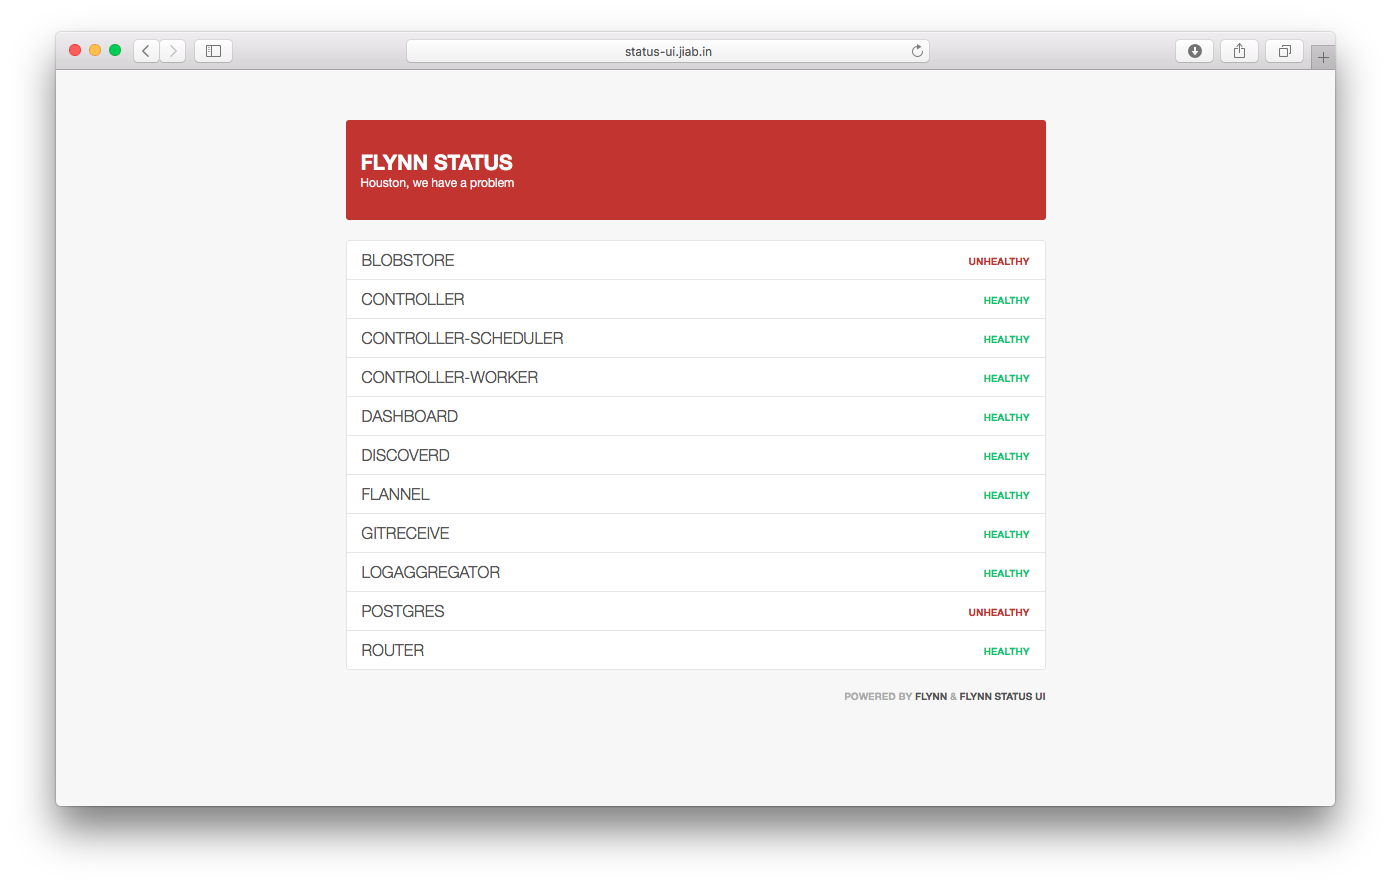 status-ui.jiab.in
FLYNN STATUS
Houston, we have a problem
BLOBSTORE UNHEALTHY
CONTROLLER HEALTHY
CONTROLLER-SCHEDULER HEALTHY
CONTROLLER-WORKER HEALTHY
DASHBOARD HEALTHY
DISCOVERD HEALTHY
FLANNEL HEALTHY
GITRECEIVE HEALTHY
LOGAGGREGATOR HEALTHY
POSTGRES UNHEALTHY
ROUTER HEALTHY
POWERED BY FLYNN & FLYNN STATUS UI